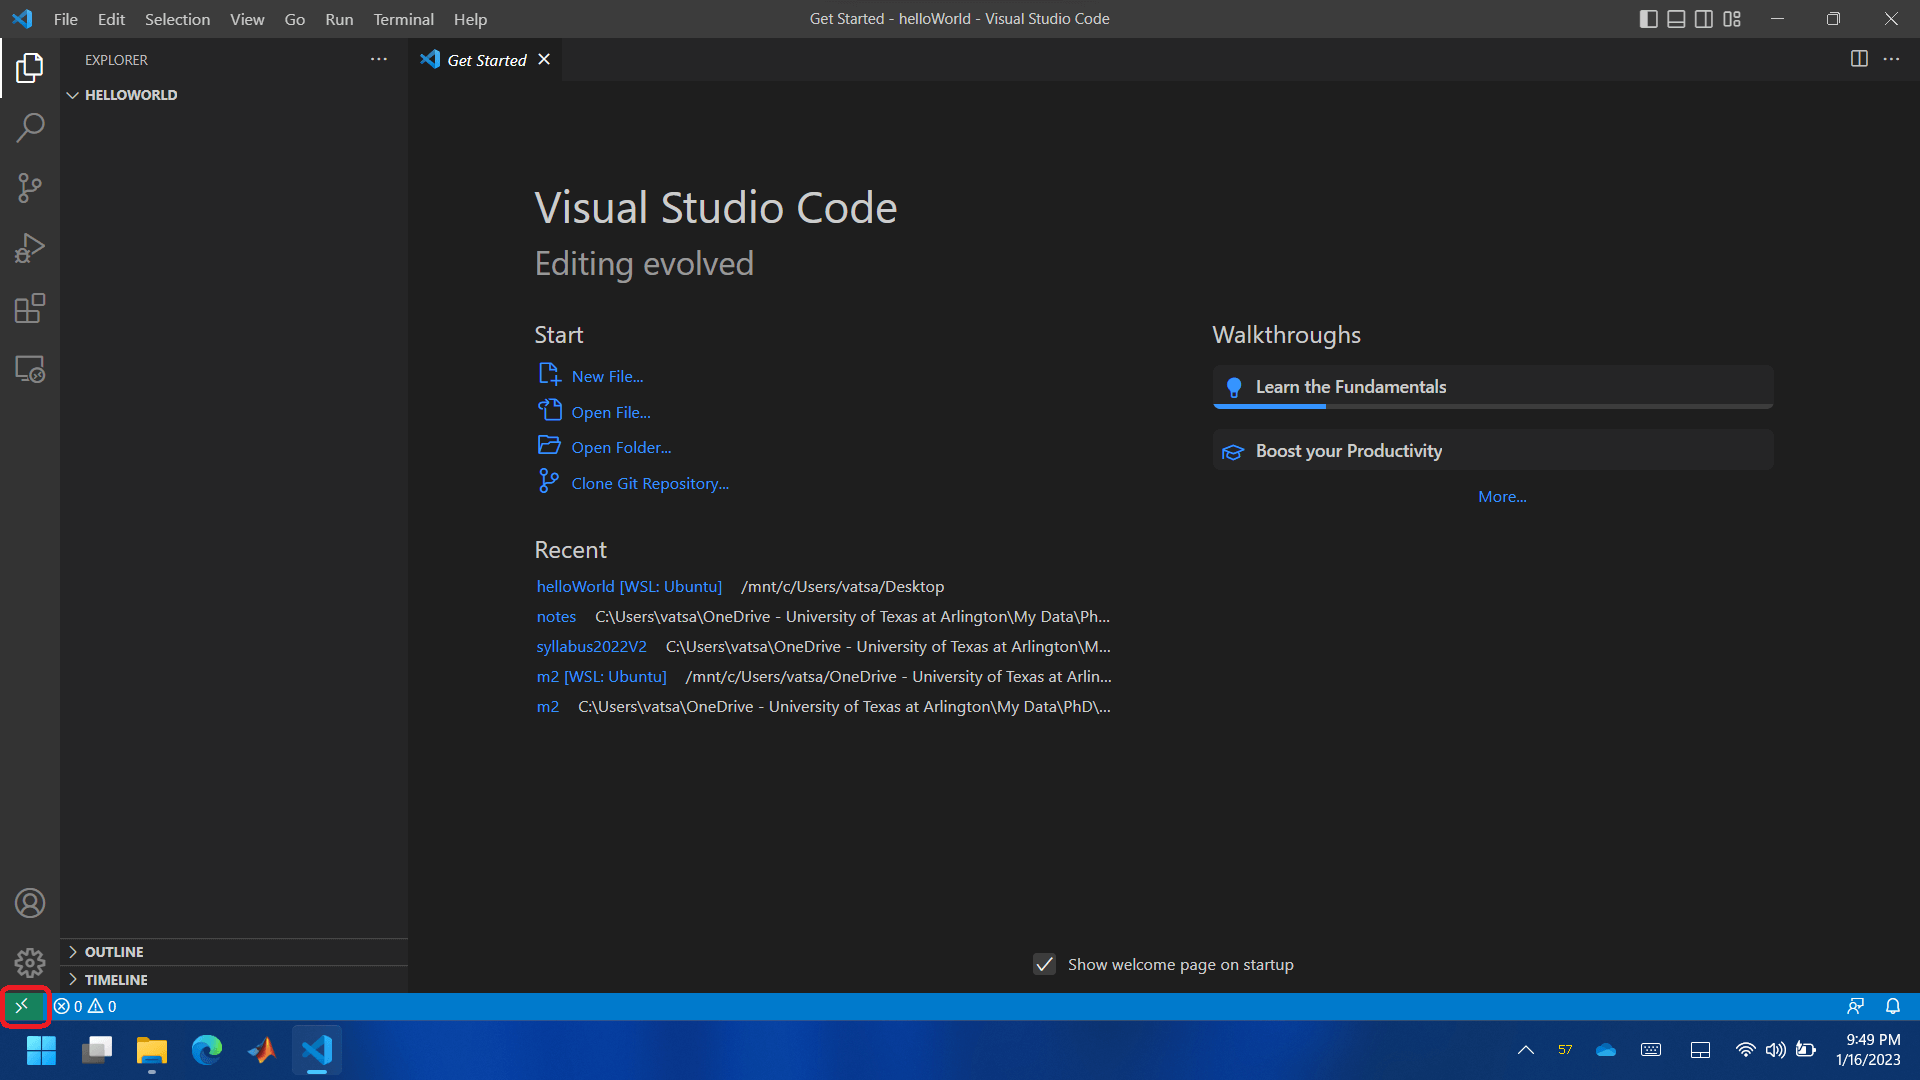 File Edit Selection View Go Run Terminal Help
Get Started - helloWorld - Visual Studio Code
EXPLORER
Get Started
HELLOWORLD
Visual Studio Code
Editing evolved
Start
New File...
Open File...
Open Folder...
Clone Git Repository...
Walkthroughs
Learn the Fundamentals
Boost your Productivity
More...
Recent
helloWorld [WSL: Ubuntu] /mnt/c/Users/vatsa/Desktop
notes C:\Users\vatsa\OneDrive - University of Texas at Arlington\My Data\Ph...
syllabus2022V2 C:\Users\vatsa\OneDrive - University of Texas at Arlington\M...
m2 [WSL: Ubuntu] /mnt/c/Users/vatsa/OneDrive - University of Texas at Arlin...
m2 C:\Users\vatsa\OneDrive - University of Texas at Arlington\My Data\PhD\...
Show welcome page on startup
OUTLINE
TIMELINE
0 0
57
9:49 PM
1/16/2023